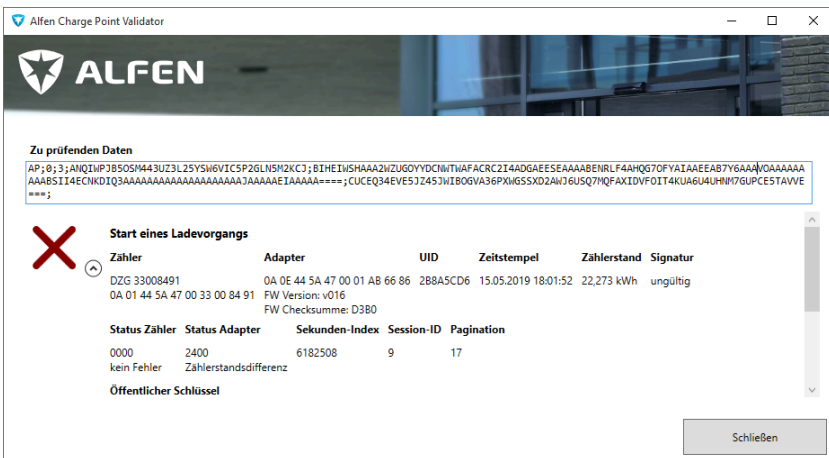 Alfen Charge Point Validator
ALFEN
Zu prüfenden Daten
AP;0;3;ANQIWPJB5OSM443UZ3L25YSW6VIC5P2GLN5M2KCJ;BIHEIWSHAAA2WZUGOYYDCNWTWAFACRC2I4ADGAEESEAAAABENRLF4AHQG7OFYAIAAEEAB7Y6AAAVOAAAAAA
AAABSII4ECNKDIQ3AAAAAAAAAAAAAAAAAAAAJAAAAAEIAAAAA====;CUCEQ34EVE5JZ45JWIBOGVA36PXWGSSXD2AWJ6USQ7MQFAXIDVFOIT4KUA6U4UHNM7GUPCE5TAVVE
===;
Start eines Ladevorgangs
Zähler Adapter UID Zeitstempel Zählerstand Signatur
DZG 33008491 0A 0E 44 5A 47 00 01 AB 66 86 2B8A5CD6 15.05.2019 18:01:52 22,273 kWh ungültig
0A 01 44 5A 47 00 33 00 84 91 FW Version: v016
FW Checksumme: D3B0
Status Zähler Status Adapter Sekunden-Index Session-ID Pagination
0000 2400 6182508 9 17
kein Fehler Zählerstandsdifferenz
Öffentlicher Schlüssel
Schließen